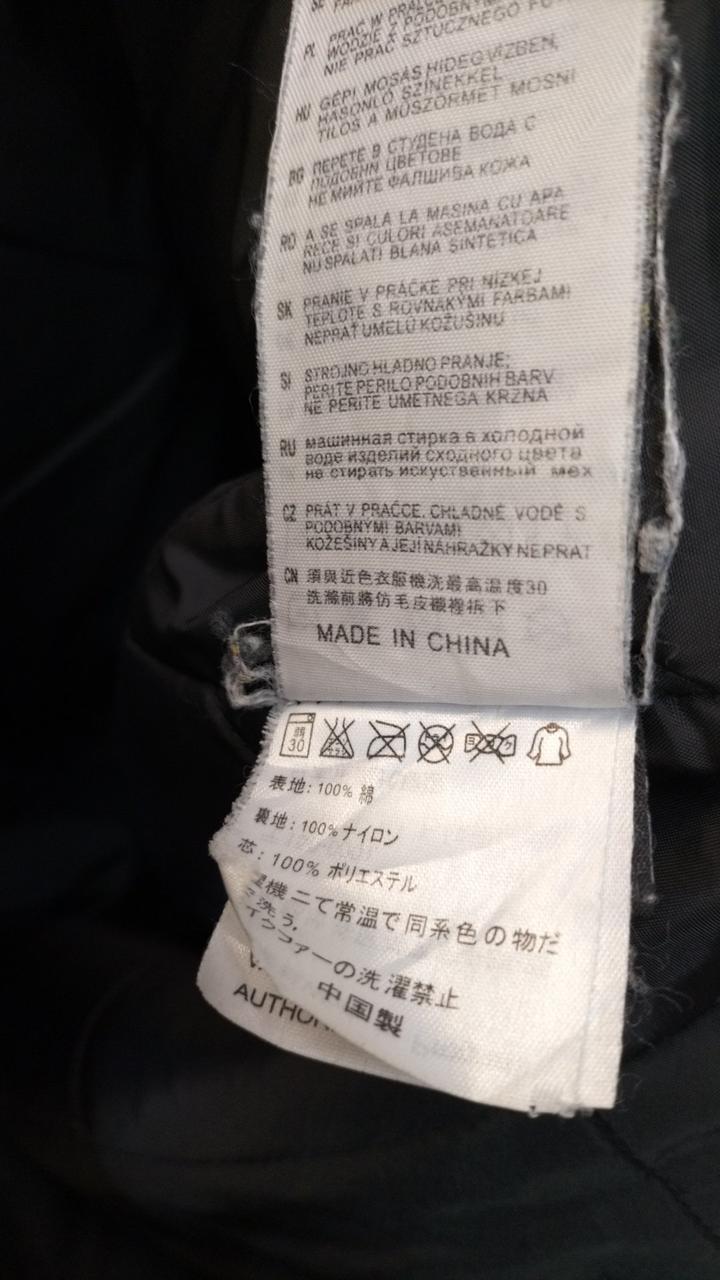 PL PRAĆ W
WODZIE Z PODOBNYMI
NIE PRAĆ SZTUCZNEGO
HU GÉPI MOSÁS HIDEGVÍZBEN,
HASONLÓ SZÍNEKKEL
TILOS A MŰSZŐRMÉT MOSNI
BG ПЕРЕТЕ В СТУДЕНА ВОДА С
ПОДОБНИ ЦВЕТОВЕ
НЕ МИЙТЕ ФАЛШИВА КОЖА
RO A SE SPALA LA MASINA CU APA
RECE SI CULORI ASEMANATOARE
NU SPALATI BLANA SINTETICA
SK PRANIE V PRÁČKE PRI NÍZKEJ
TEPLOTE S ROVNAKÝMI FARBAMI
NEPRAŤ UMELÚ KOŽUŠINU
SI STROJNO HLADNO PRANJE;
PERITE PERILO PODOBNIH BARV
NE PERITE UMETNEGA KRZNA
RU машинная стирка в холодной
воде изделий сходного цвета
не стирать искуственный мех
CZ PRÁT V PRAČCE. CHLADNÉ VODĚ S
PODOBNÝMI BARVAMI
KOŽEŠINY A JEJÍ NÁHRAŽKY NEPRAT
CN 須與近色衣服機洗最高温度30
洗滌前將仿毛皮襯裡拆下
MADE IN CHINA
弱
30
表地: 100% 綿
裏地: 100% ナイロン
芯: 100% ポリエステル
機 ニて常温で同系色の物だ
洗う.
ファーの洗濯禁止
中国製